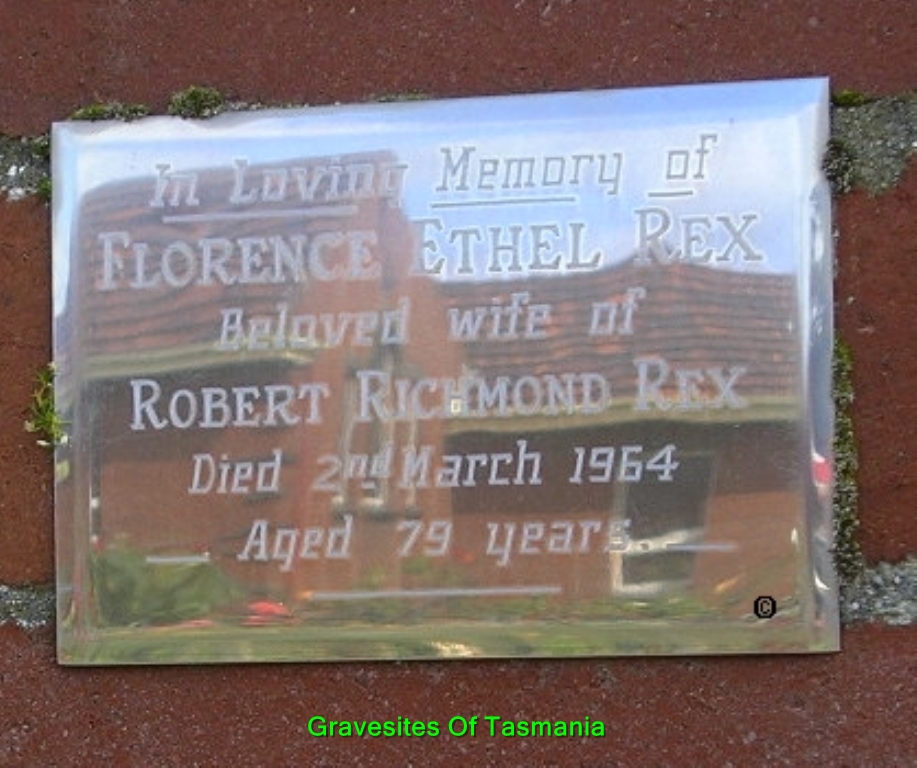 In Loving Memory of
FLORENCE ETHEL REX
Beloved wife of
ROBERT RICHMOND REX
Died 2nd March 1964
Aged 79 years.
©
Gravesites Of Tasmania